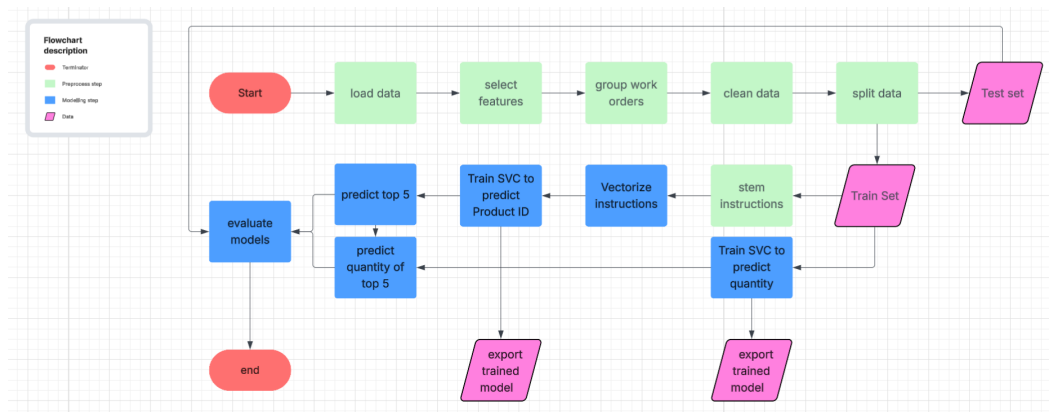 Flowchart
description
Terminator
Preprocess step
Modelling step
Data
Start
load data
select
features
group work
orders
clean data
split data
Test set
predict top 5
Train SVC to
predict
Product ID
Vectorize
instructions
stem
instructions
Train Set
evaluate
models
predict
quantity of
top 5
Train SVC to
predict
quantity
end
export
trained
model
export
trained
model